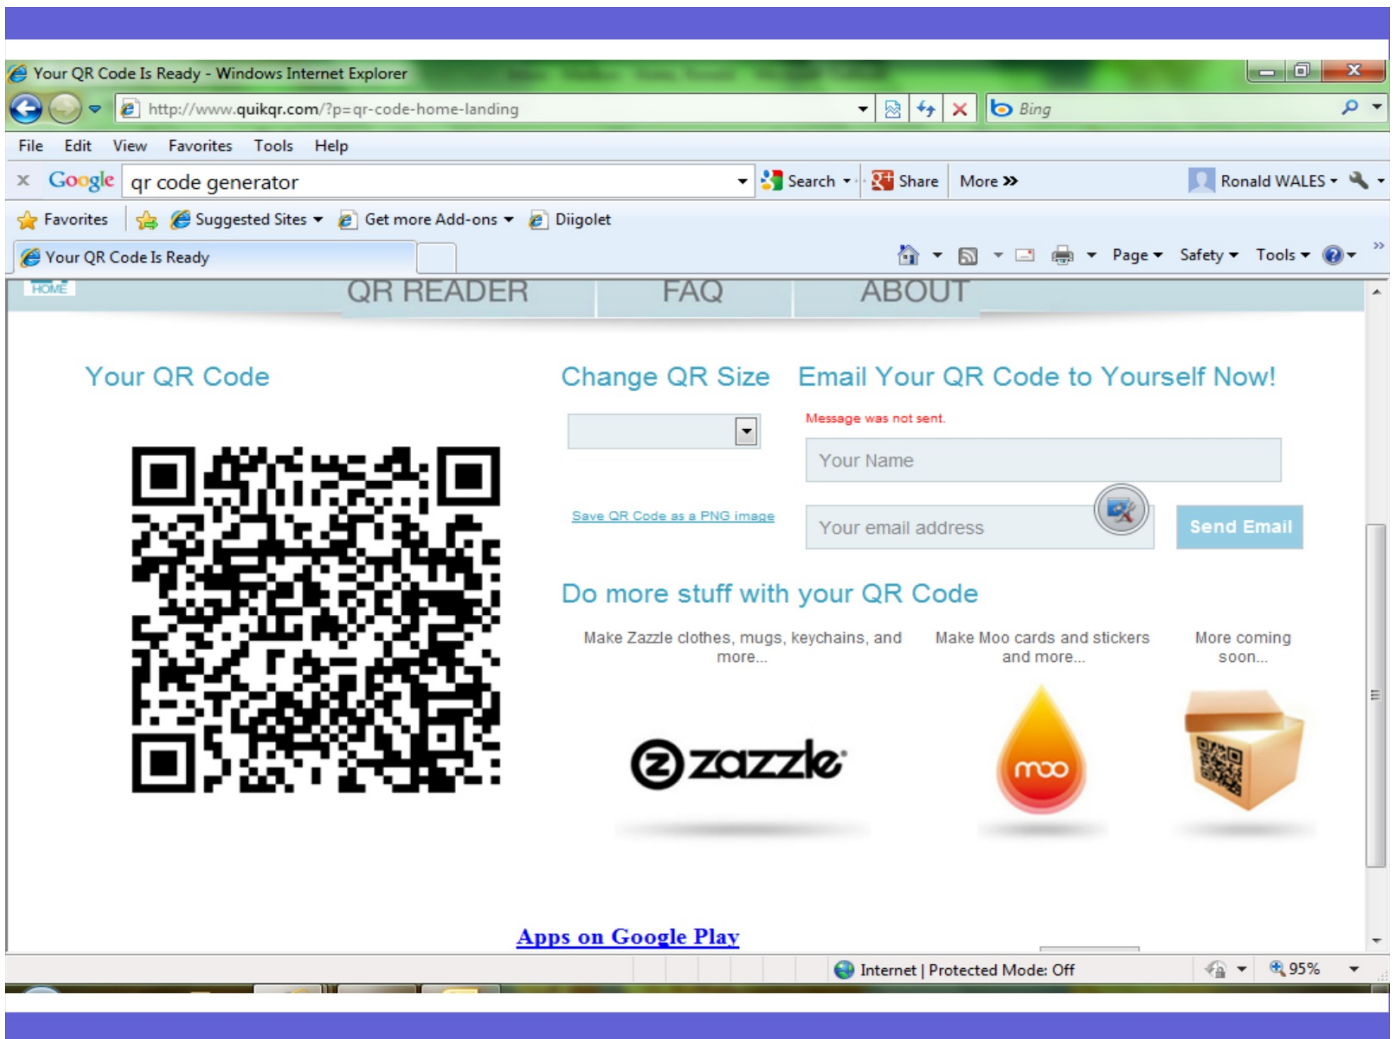 Your QR Code Is Ready - Windows Internet Explorer
http://www.quikqr.com/?p=qr-code-home-landing
Bing
File Edit View Favorites Tools Help
x Google qr code generator Search Share More » Ronald WALES
Favorites Suggested Sites Get more Add-ons Diigolet
Your QR Code Is Ready Page Safety Tools »
HOME QR READER FAQ ABOUT
Your QR Code Change QR Size Email Your QR Code to Yourself Now!
Message was not sent.
Your Name
Save QR Code as a PNG image
Your email address Send Email
Do more stuff with your QR Code
Make Zazzle clothes, mugs, keychains, and more...
Make Moo cards and stickers and more...
More coming soon...
zazzle
moo
Apps on Google Play
Internet | Protected Mode: Off 95%